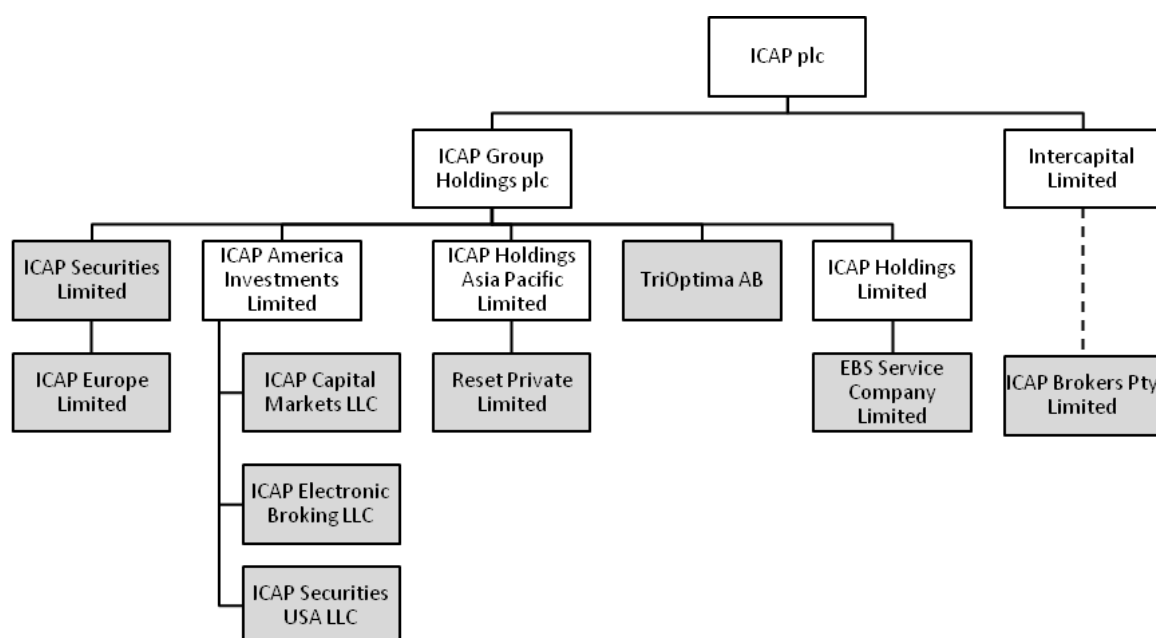 ICAP plc
ICAP Group
Holdings plc
Intercapital
Limited
ICAP Securities
Limited
ICAP America
Investments
Limited
ICAP Holdings
Asia Pacific
Limited
TriOptima AB
ICAP Holdings
Limited
ICAP Europe
Limited
ICAP Capital
Markets LLC
Reset Private
Limited
EBS Service
Company
Limited
ICAP Brokers Pty
Limited
ICAP Electronic
Broking LLC
ICAP Securities
USA LLC